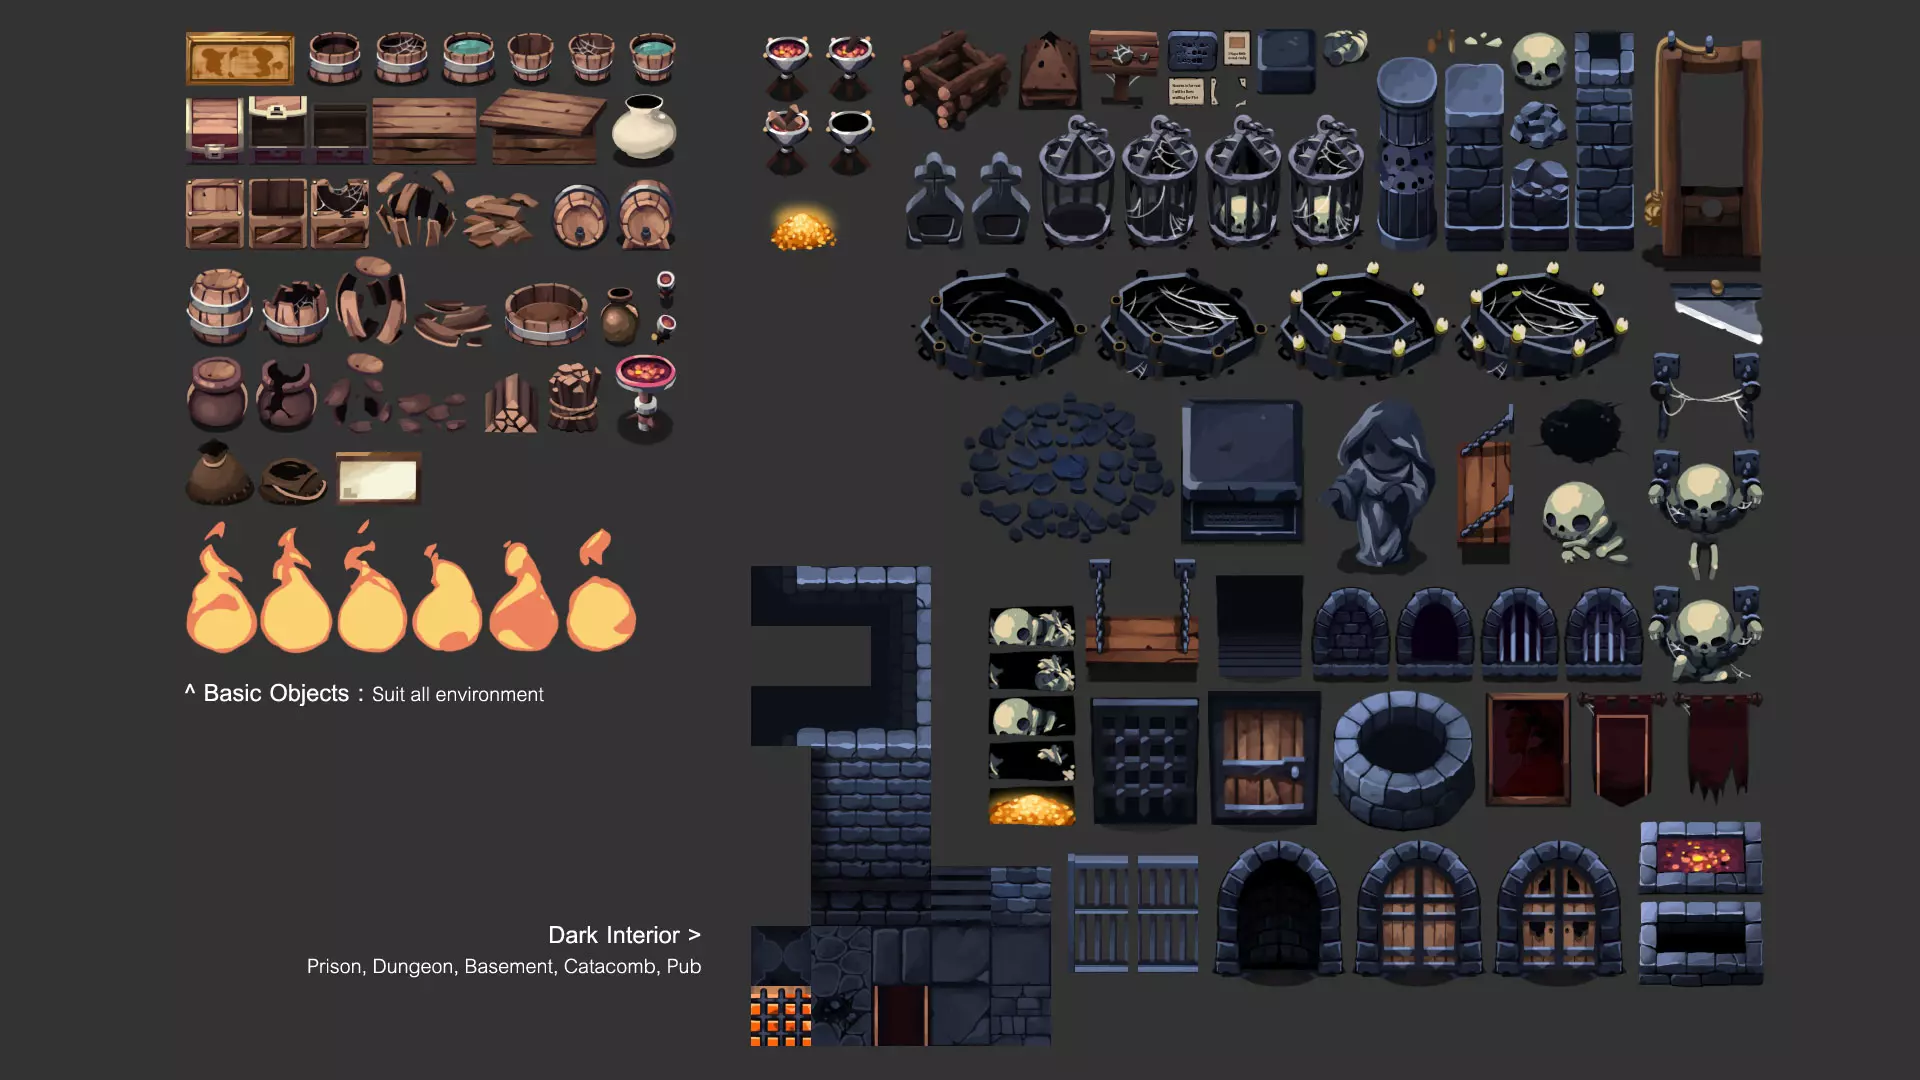 ^ Basic Objects : Suit all environment
Dark Interior >
Prison, Dungeon, Basement, Catacomb, Pub